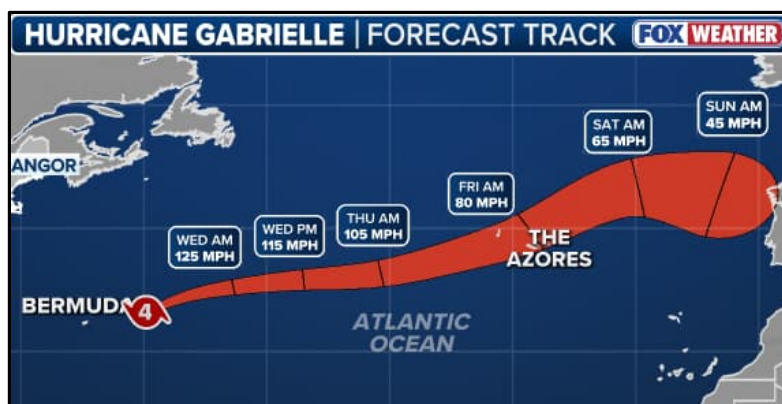 HURRICANE GABRIELLE | FORECAST TRACK FOX WEATHER
ANGOR
SUN AM
45 MPH
SAT AM
65 MPH
FRI AM
80 MPH
THU AM
105 MPH
WED PM
115 MPH
WED AM
125 MPH
THE
AZORES
BERMUDA
4
ATLANTIC
OCEAN